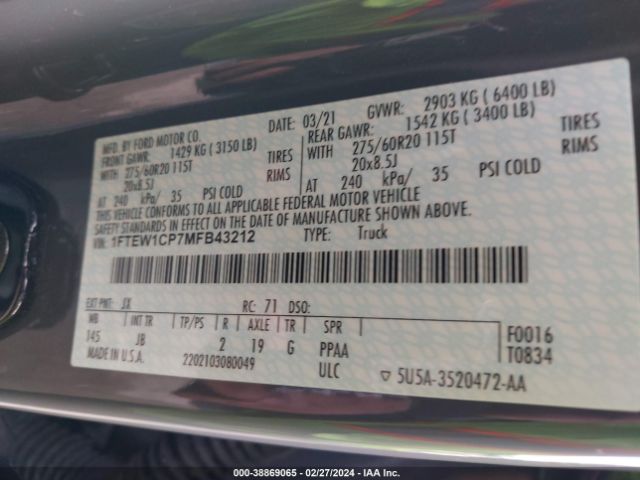 MFD. BY FORD MOTOR CO.
DATE: 03/21
GVWR: 2903 KG ( 6400 LB)
FRONT GAWR: 1429 KG ( 3150 LB)
REAR GAWR: 1542 KG ( 3400 LB)
WITH 275/60R20 115T TIRES
WITH 275/60R20 115T TIRES
20x8.5J RIMS
20x8.5J RIMS
AT 240 kPa/ 35 PSI COLD
AT 240 kPa/ 35 PSI COLD
THIS VEHICLE CONFORMS TO ALL APPLICABLE FEDERAL MOTOR VEHICLE
SAFETY STANDARDS IN EFFECT ON THE DATE OF MANUFACTURE SHOWN ABOVE
VIN: 1FTEW1CP7MFB43212
TYPE: Truck
EXT PNT: JX RC: 71 DSO:
WB INT TR TP/PS R AXLE TR SPR
145 JB 2 19 G PPAA
F0016
T0834
MADE IN U.S.A. 2202103080049 ULC
▽ 5U5A-3520472-AA
000-38869065 - 02/27/2024 - IAA Inc.